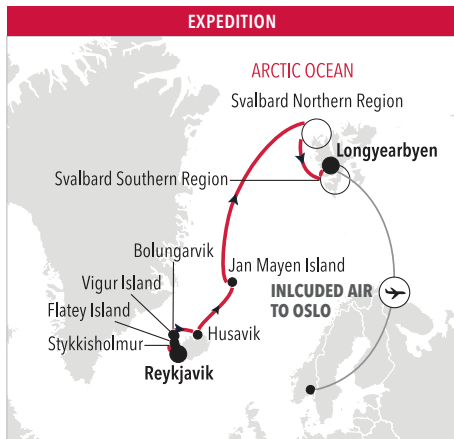 EXPEDITION
ARCTIC OCEAN
Svalbard Northern Region
Longyearbyen
Svalbard Southern Region
Bolungarvik
Jan Mayen Island
Vigur Island
INLCUDED AIR
TO OSLO
Flatey Island
Husavik
Stykkisholmur
Reykjavik